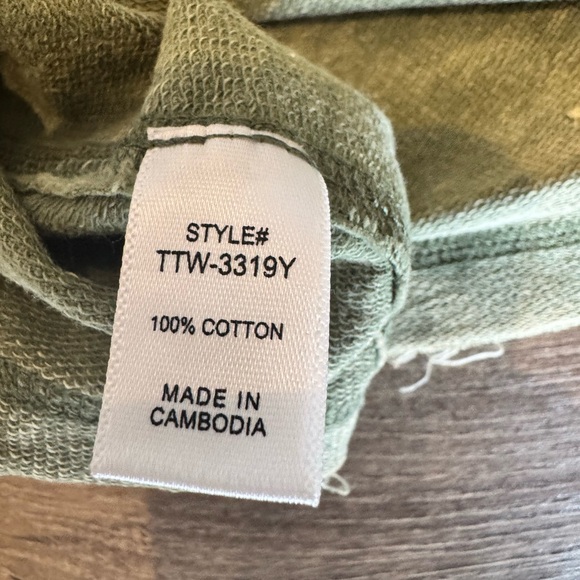 STYLE#
TTW-3319Y
100% COTTON
MADE IN
CAMBODIA